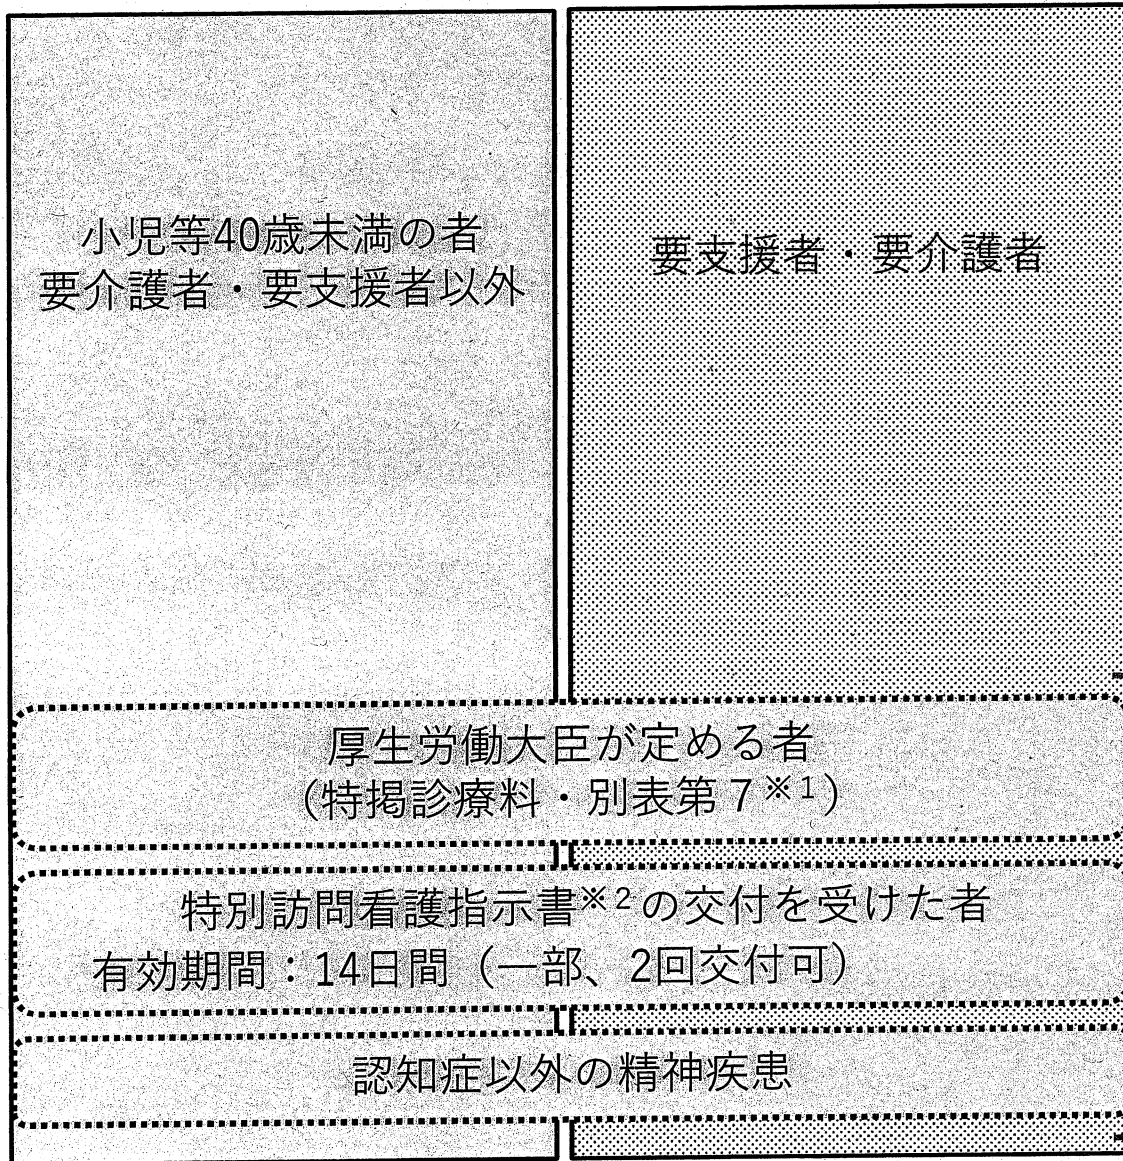 小児等40歳未満の者
要介護者・要支援者以外
要支援者・要介護者
厚生労働大臣が定める者
(特掲診療料・別表第7※1)
特別訪問看護指示書※2の交付を受けた者
有効期間：14日間（一部、2回交付可）
認知症以外の精神疾患